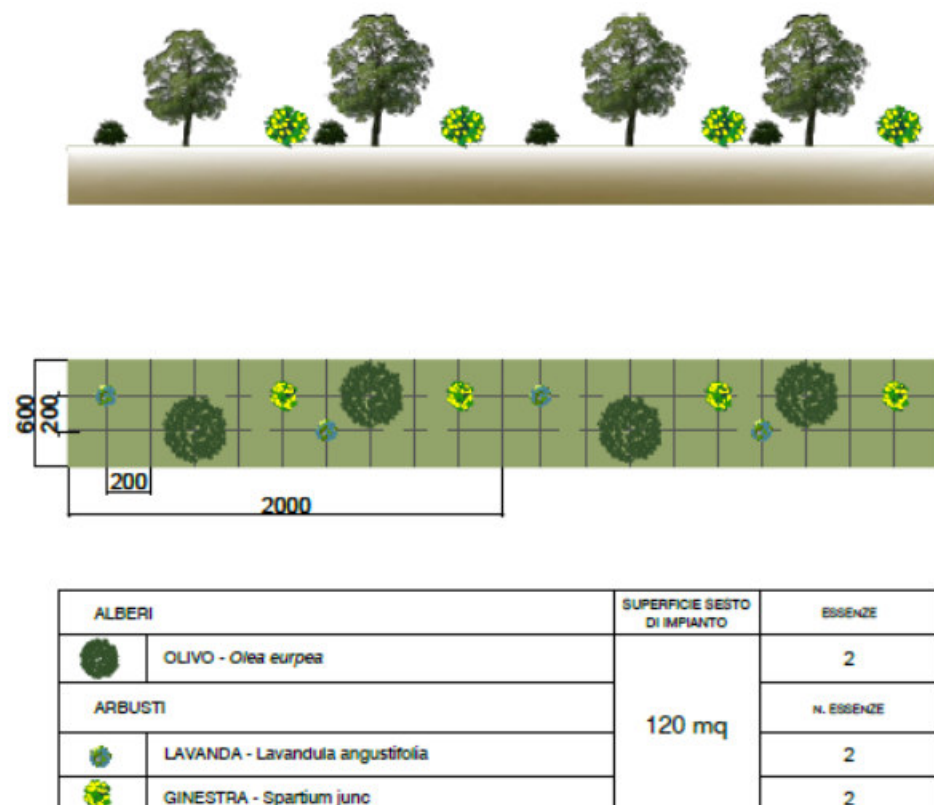 600
200
200
2000
ALBERI
SUPERFICIE SESTO
DI IMPIANTO
ESSENZE
OLIVO - Olea eurpea
2
ARBUSTI
120 mq
N. ESSENZE
LAVANDA - Lavandula angustifolia
2
GINESTRA - Spartium junc
2